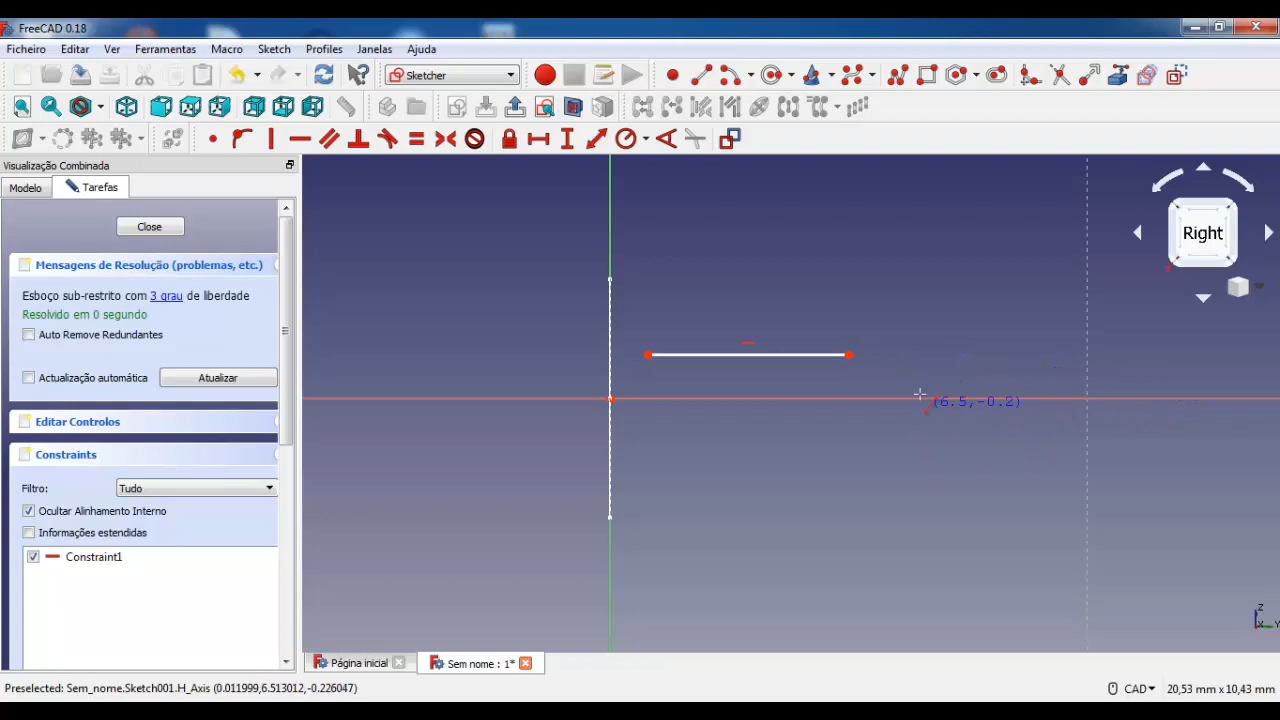 FreeCAD 0.18
Ficheiro Editar Ver Ferramentas Macro Sketch Profiles Janelas Ajuda
Sketcher
Visualização Combinada
Modelo Tarefas
Close
Mensagens de Resolução (problemas, etc.)
Esboço sub-restrito com 3 grau de liberdade
Resolvido em 0 segundo
Auto Remove Redundantes
Actualização automática Atualizar
Editar Controlos
Constraints
Filtro: Tudo
Ocultar Alinhamento Interno
Informações estendidas
Constraint1
(6.5,-0.2)
Right
Z
X Y
Página inicial Sem nome : 1*
Preselected: Sem_nome.Sketch001.H_Axis (0.011999,6.513012,-0.226047) CAD 20,53 mm x 10,43 mm